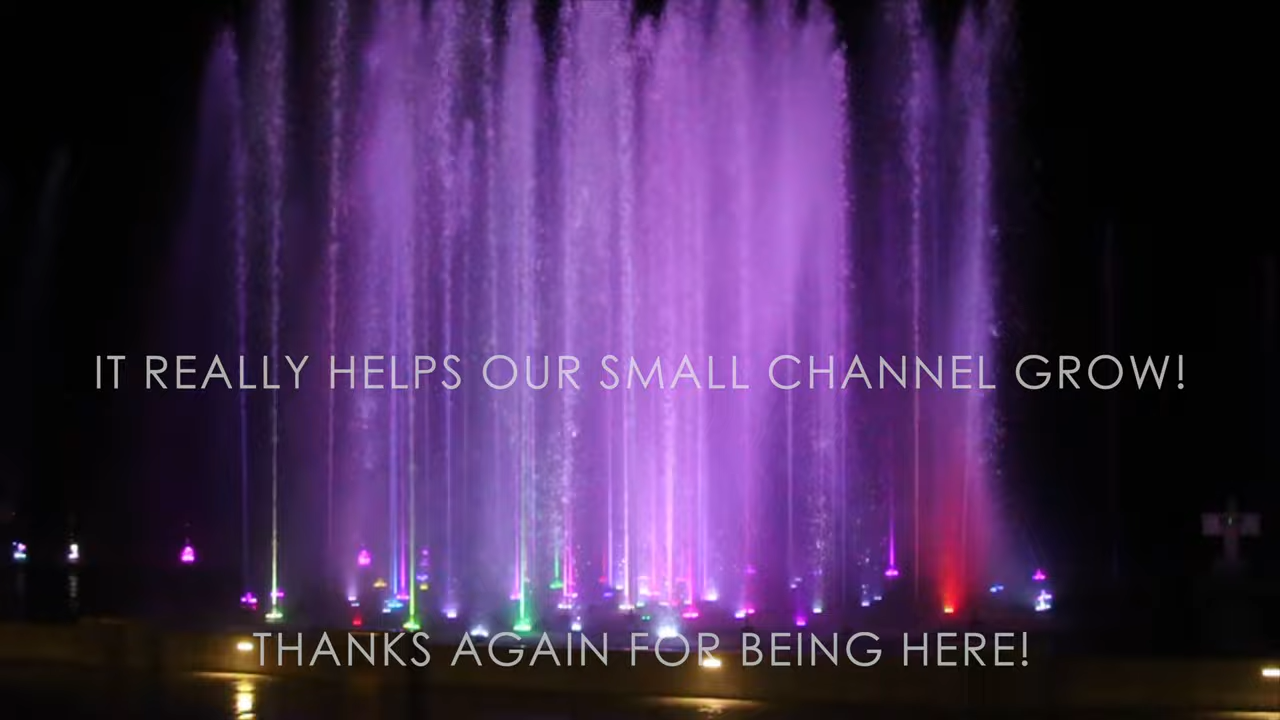 IT REALLY HELPS OUR SMALL CHANNEL GROW!
THANKS AGAIN FOR BEING HERE!